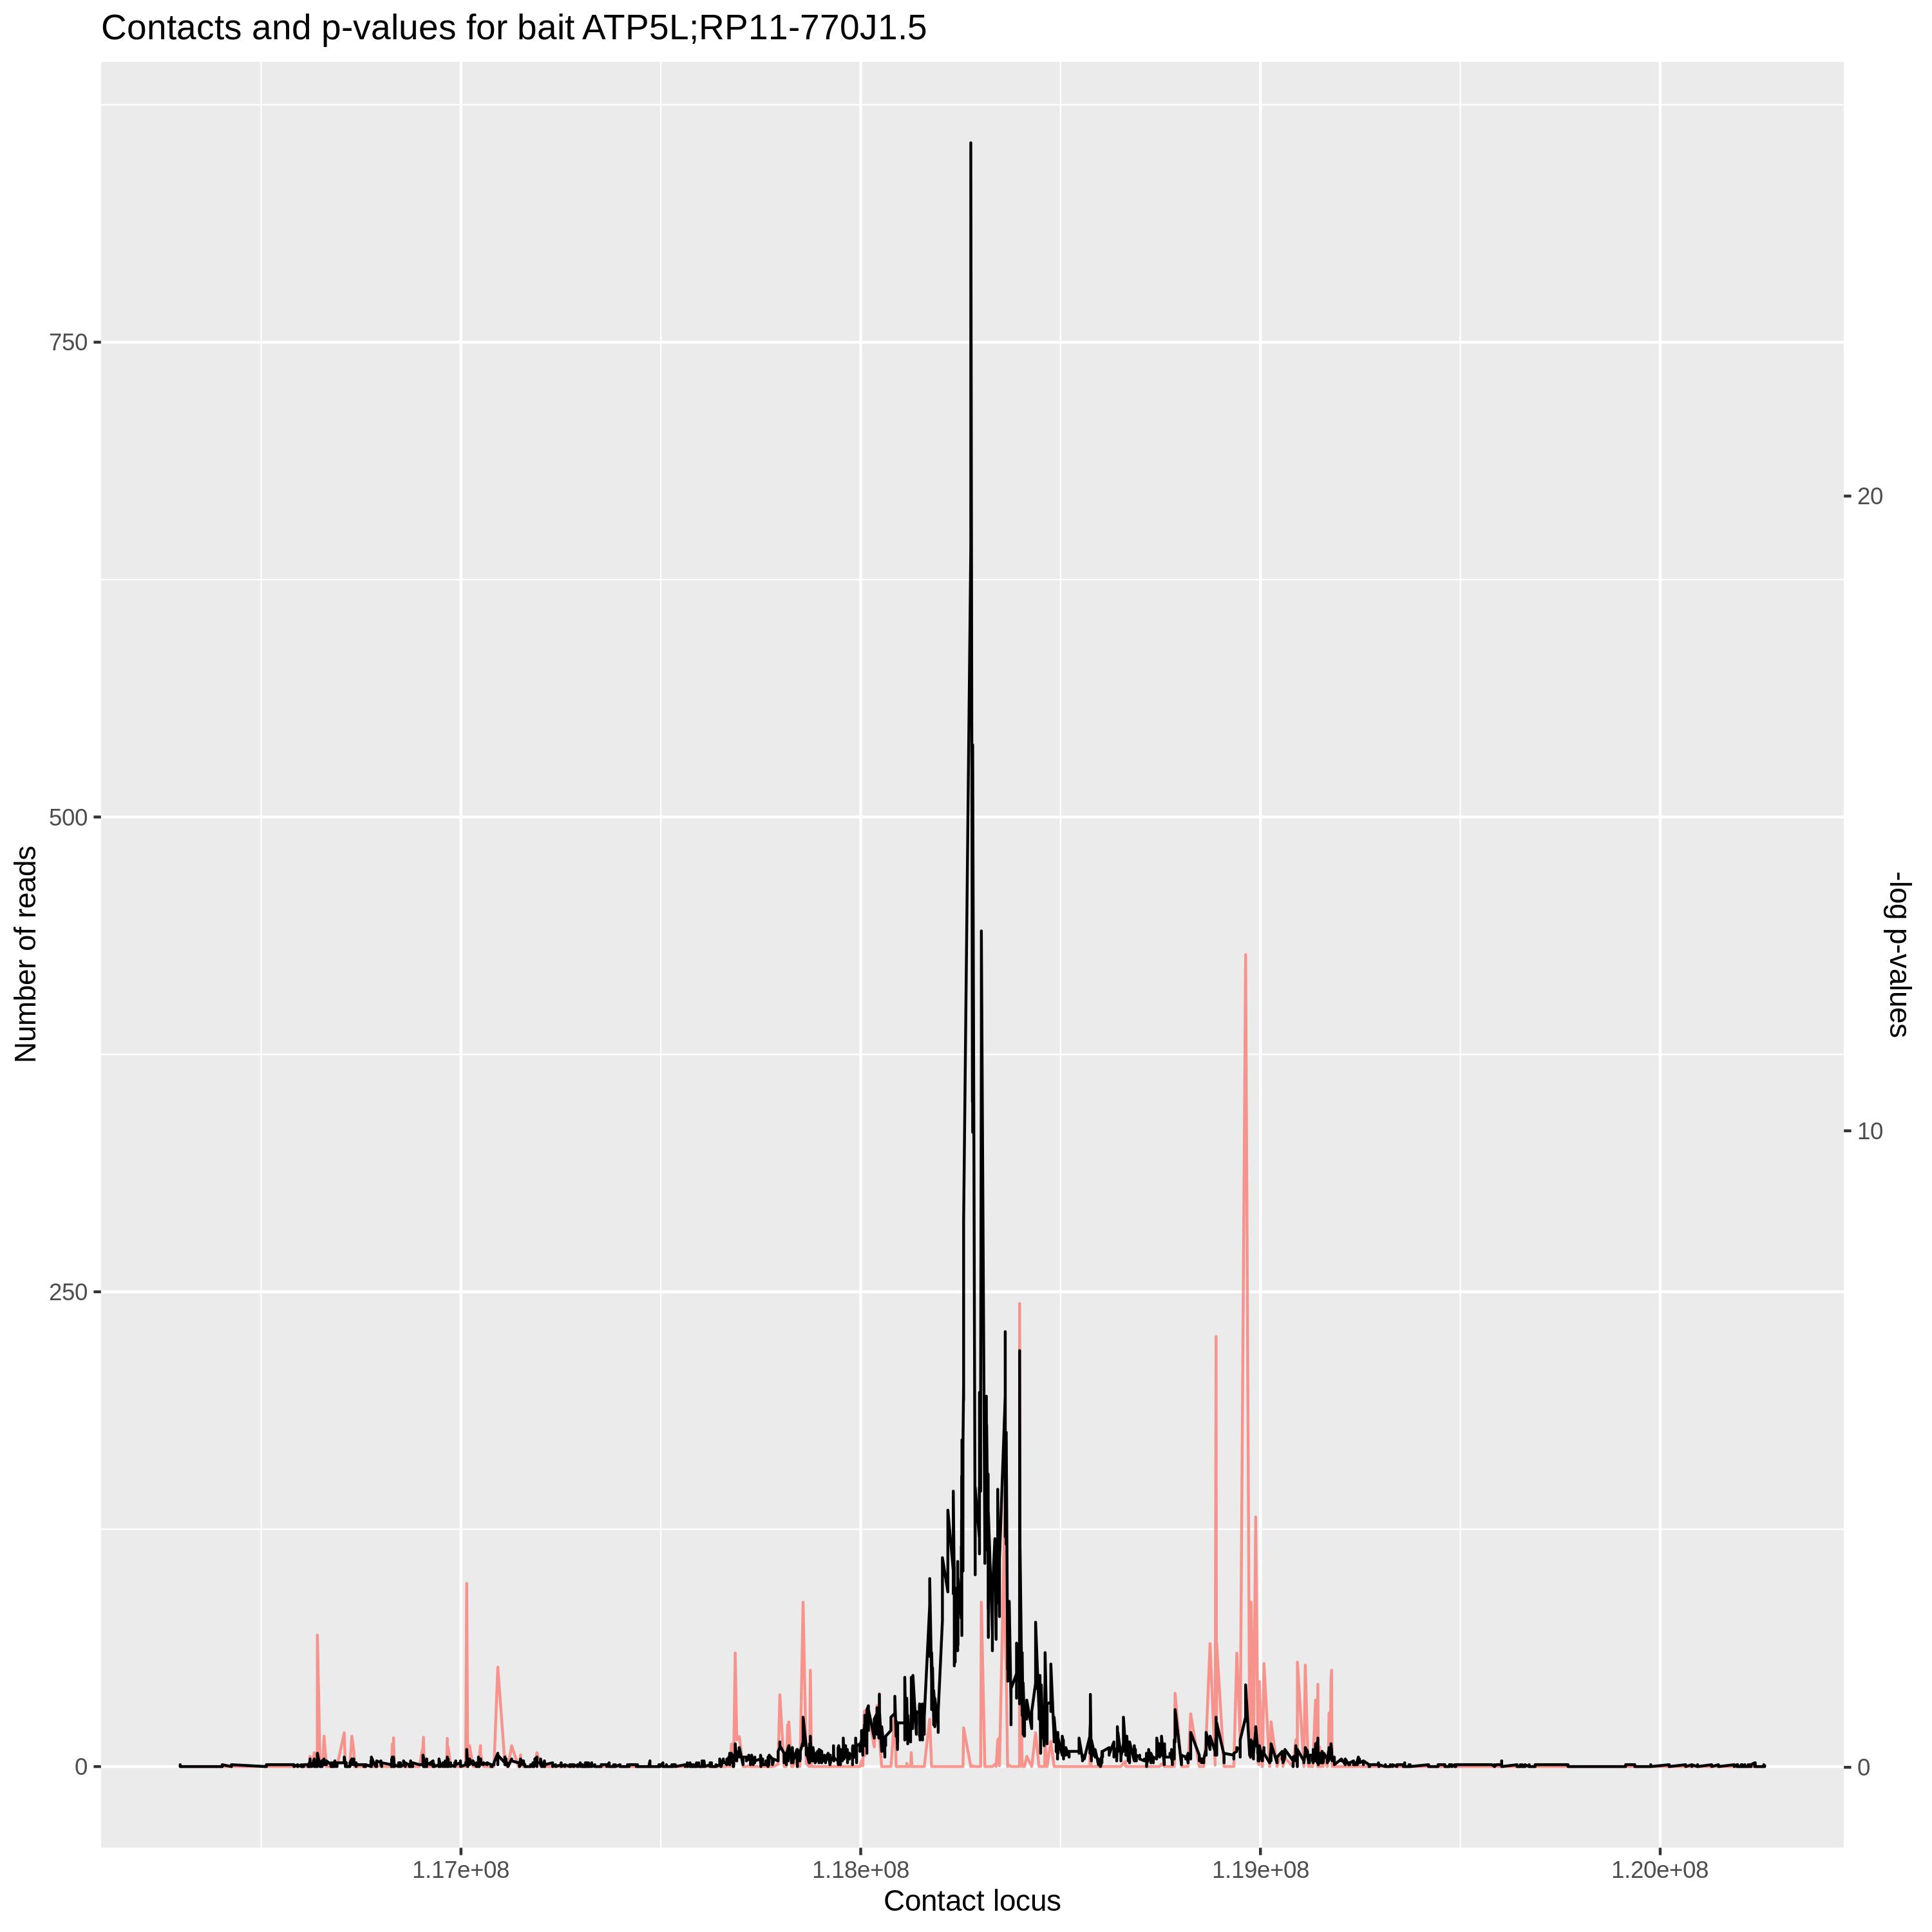 Contacts and p-values for bait ATP5L;RP11-770J1.5
Number of reads
750
500
250
0
20
10
0
-log p-values
1.17e+08
1.18e+08
1.19e+08
1.20e+08
Contact locus